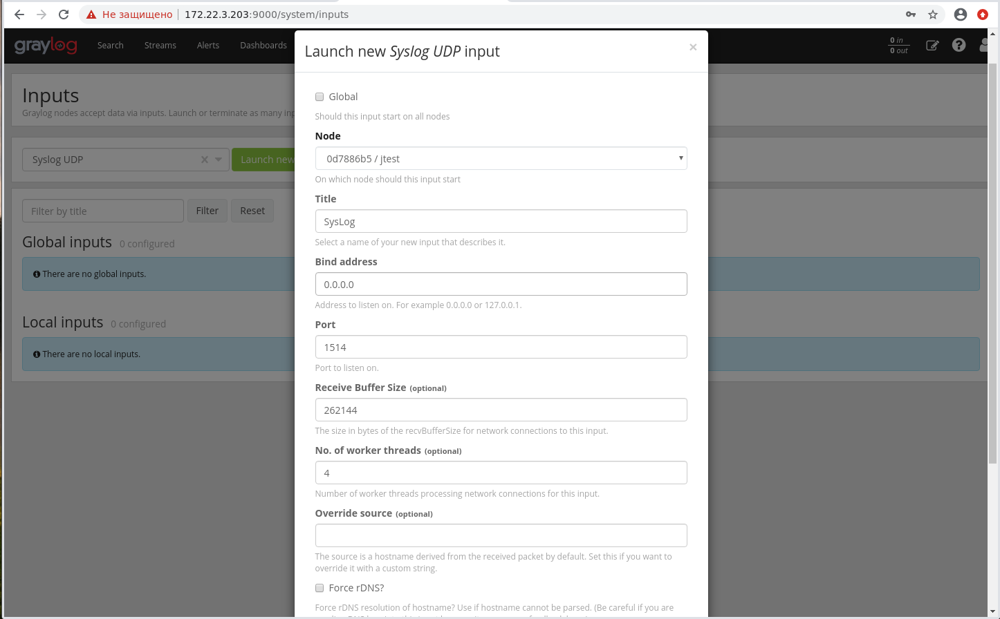 Не защищено 172.22.3.203:9000/system/inputs
graylog Search Streams Alerts Dashboards
0 in
0 out
Launch new Syslog UDP input
×
Inputs
Graylog nodes accept data via inputs. Launch or terminate as many
Syslog UDP
Launch new
Filter by title
Filter
Reset
Global inputs 0 configured
There are no global inputs.
Local inputs 0 configured
There are no local inputs.
Global
Should this input start on all nodes
Node
0d7886b5 / jtest
On which node should this input start
Title
SysLog
Select a name of your new input that describes it.
Bind address
0.0.0.0
Address to listen on. For example 0.0.0.0 or 127.0.0.1.
Port
1514
Port to listen on.
Receive Buffer Size (optional)
262144
The size in bytes of the recvBufferSize for network connections to this input.
No. of worker threads (optional)
4
Number of worker threads processing network connections for this input.
Override source (optional)
The source is a hostname derived from the received packet by default. Set this if you want to
override it with a custom string.
Force rDNS?
Force rDNS resolution of hostname? Use if hostname cannot be parsed. (Be careful if you are